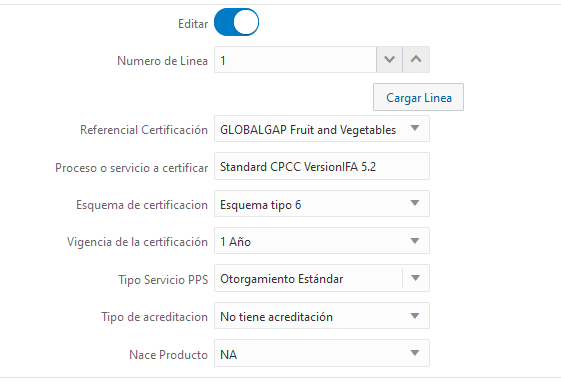 Editar
Numero de Linea 1
Cargar Linea
Referencial Certificación GLOBALGAP Fruit and Vegetables
Proceso o servicio a certificar Standard CPCC VersionIFA 5.2
Esquema de certificacion Esquema tipo 6
Vigencia de la certificación 1 Año
Tipo Servicio PPS Otorgamiento Estándar
Tipo de acreditacion No tiene acreditación
Nace Producto NA